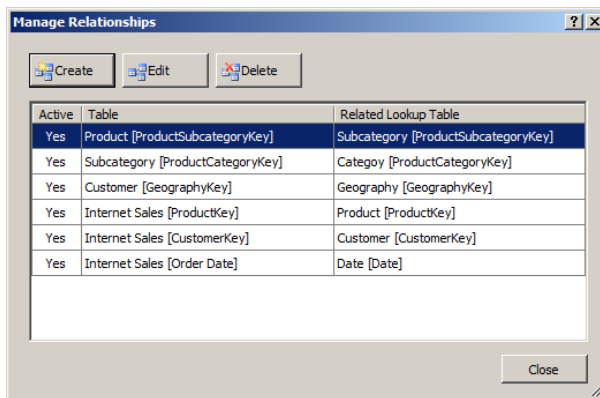 Manage Relationships
Create Edit Delete
Active Table Related Lookup Table
Yes Product [ProductSubcategoryKey] Subcategory [ProductSubcategoryKey]
Yes Subcategory [ProductCategoryKey] Categoy [ProductCategoryKey]
Yes Customer [GeographyKey] Geography [GeographyKey]
Yes Internet Sales [ProductKey] Product [ProductKey]
Yes Internet Sales [CustomerKey] Customer [CustomerKey]
Yes Internet Sales [Order Date] Date [Date]
Close